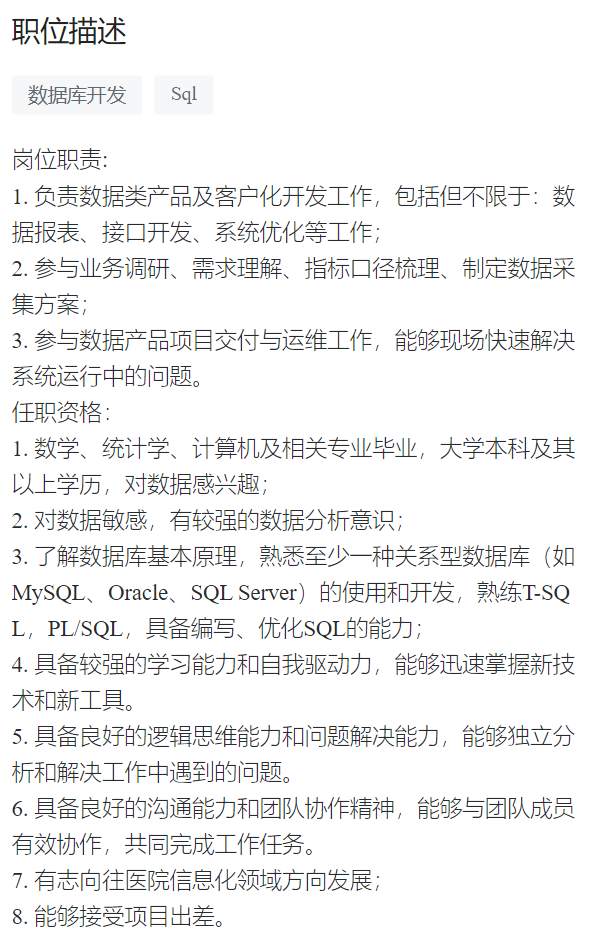 职位描述
数据库开发 Sql
岗位职责:
1. 负责数据类产品及客户化开发工作，包括但不限于：数
据报表、接口开发、系统优化等工作；
2. 参与业务调研、需求理解、指标口径梳理、制定数据采
集方案；
3. 参与数据产品项目交付与运维工作，能够现场快速解决
系统运行中的问题。
任职资格：
1. 数学、统计学、计算机及相关专业毕业，大学本科及其
以上学历，对数据感兴趣；
2. 对数据敏感，有较强的数据分析意识；
3. 了解数据库基本原理，熟悉至少一种关系型数据库（如
MySQL、Oracle、SQL Server）的使用和开发，熟练T-SQ
L，PL/SQL，具备编写、优化SQL的能力；
4. 具备较强的学习能力和自我驱动力，能够迅速掌握新技
术和新工具。
5. 具备良好的逻辑思维能力和问题解决能力，能够独立分
析和解决工作中遇到的问题。
6. 具备良好的沟通能力和团队协作精神，能够与团队成员
有效协作，共同完成工作任务。
7. 有志向往医院信息化领域方向发展；
8. 能够接受项目出差。